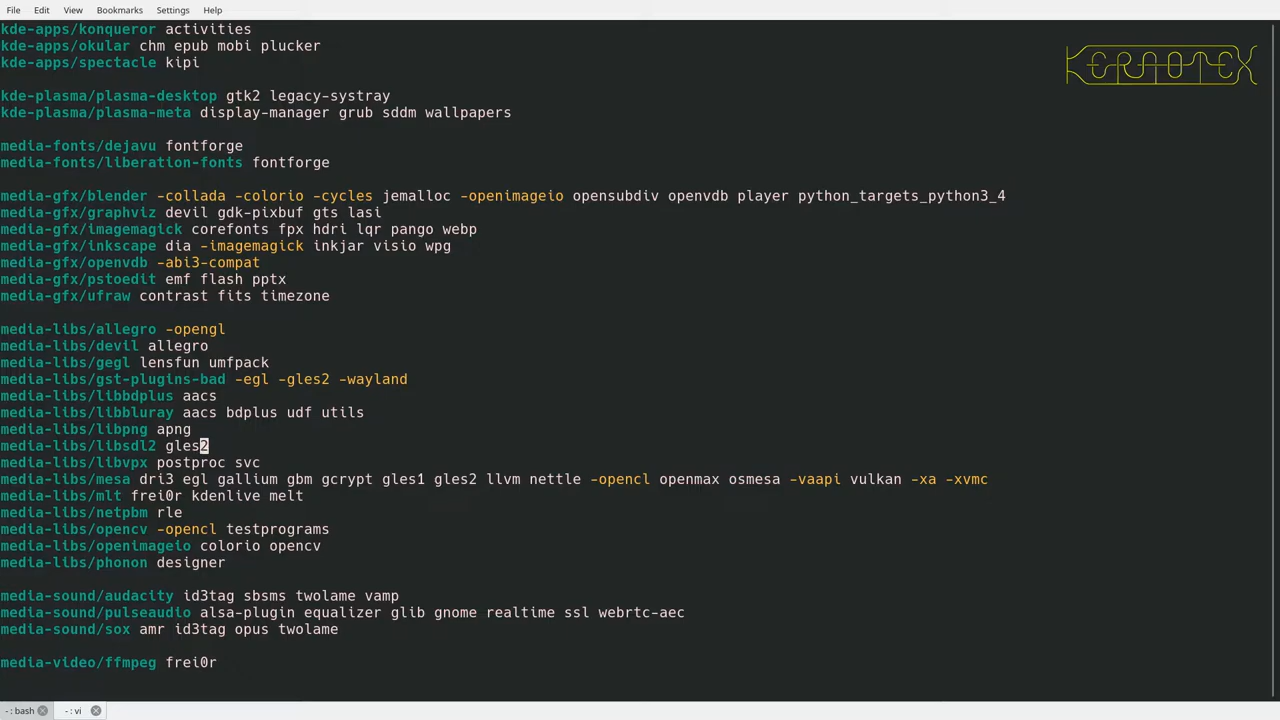 File Edit View Bookmarks Settings Help
kde-apps/konqueror activities
kde-apps/okular chm epub mobi plucker
kde-apps/spectacle kipi
KERAOTEX
kde-plasma/plasma-desktop gtk2 legacy-systray
kde-plasma/plasma-meta display-manager grub sddm wallpapers
media-fonts/dejavu fontforge
media-fonts/liberation-fonts fontforge
media-gfx/blender -collada -colorio -cycles jemalloc -openimageio opensubdiv openvdb player python_targets_python3_4
media-gfx/graphviz devil gdk-pixbuf gts lasi
media-gfx/imagemagick corefonts fpx hdri lqr pango webp
media-gfx/inkscape dia -imagemagick inkjar visio wpg
media-gfx/openvdb -abi3-compat
media-gfx/pstoedit emf flash pptx
media-gfx/ufraw contrast fits timezone
media-libs/allegro -opengl
media-libs/devil allegro
media-libs/gegl lensfun umfpack
media-libs/gst-plugins-bad -egl -gles2 -wayland
media-libs/libbdplus aacs
media-libs/libbluray aacs bdplus udf utils
media-libs/libpng apng
media-libs/libsdl2 gles2
media-libs/libvpx postproc svc
media-libs/mesa dri3 egl gallium gbm gcrypt gles1 gles2 llvm nettle -opencl openmax osmesa -vaapi vulkan -xa -xvmc
media-libs/mlt frei0r kdenlive melt
media-libs/netpbm rle
media-libs/opencv -opencl testprograms
media-libs/openimageio colorio opencv
media-libs/phonon designer
media-sound/audacity id3tag sbsms twolame vamp
media-sound/pulseaudio alsa-plugin equalizer glib gnome realtime ssl webrtc-aec
media-sound/sox amr id3tag opus twolame
media-video/ffmpeg frei0r
- : bash - : vi